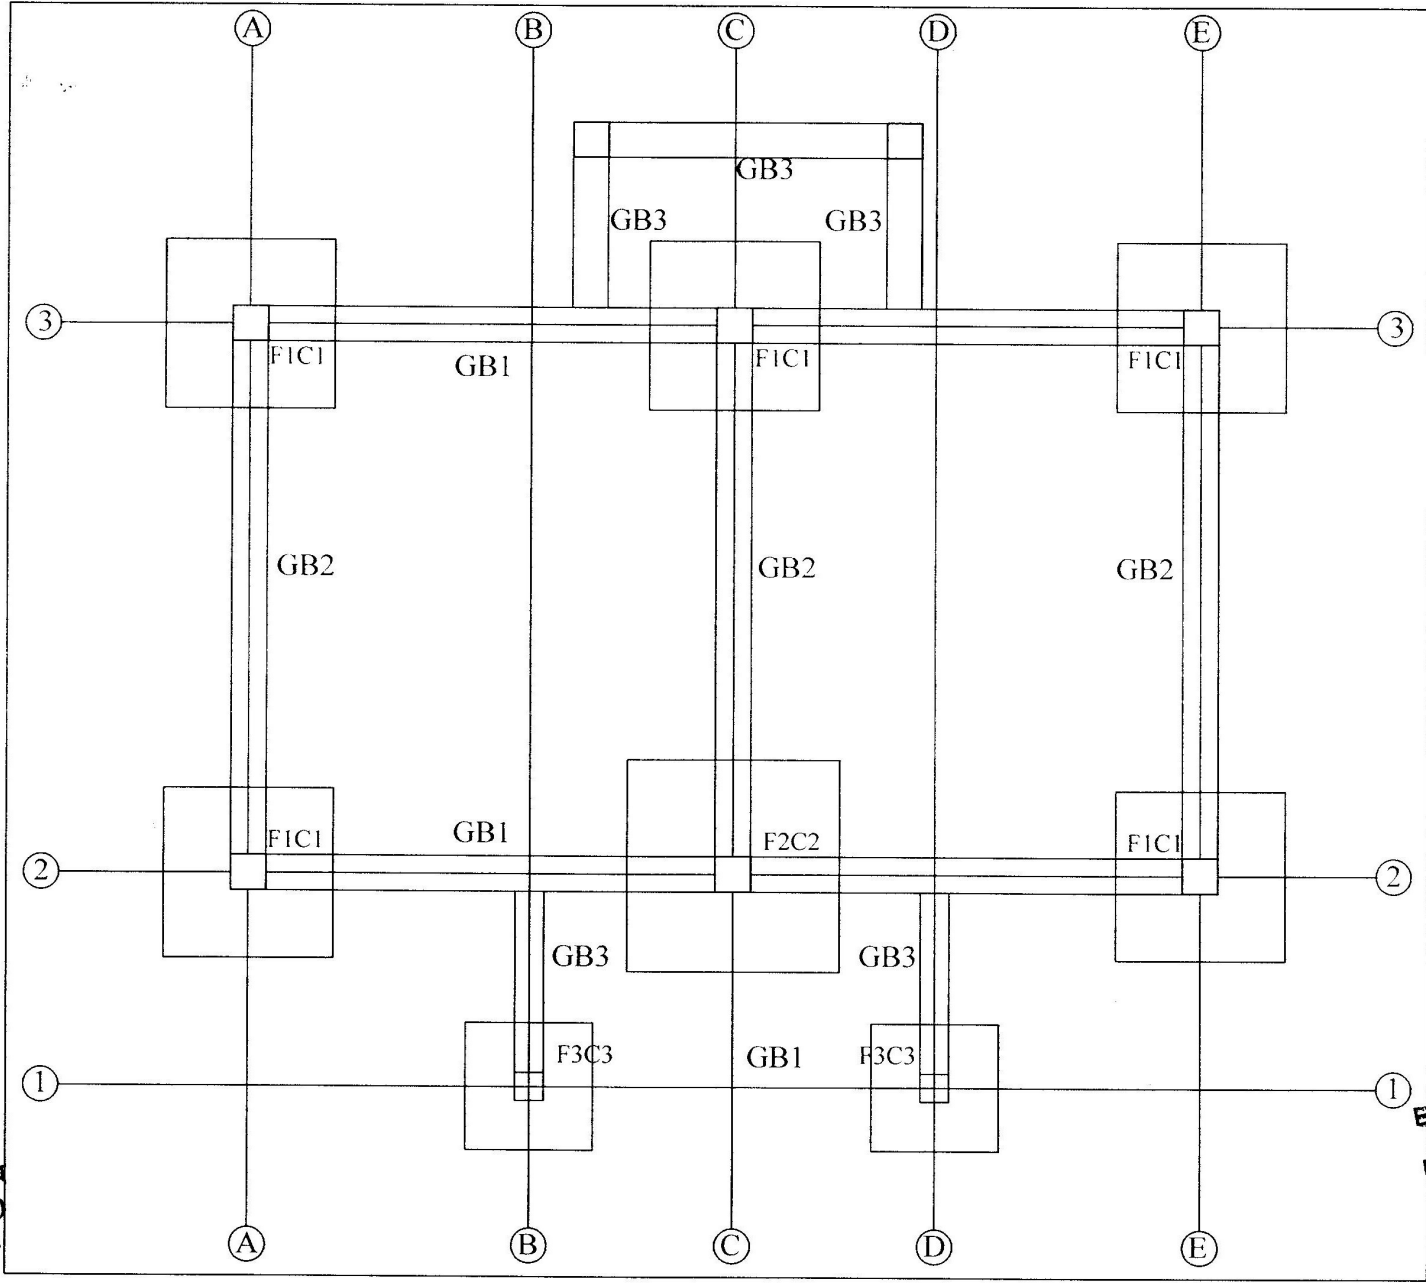 A B C D E
GB3
GB3 GB3
3 3
F1C1 GB1 F1C1 F1C1
GB2 GB2 GB2
F1C1 GB1 F2C2 F1C1
2 2
GB3 GB3
F3C3 GB1 F3C3
1 1
A B C D E